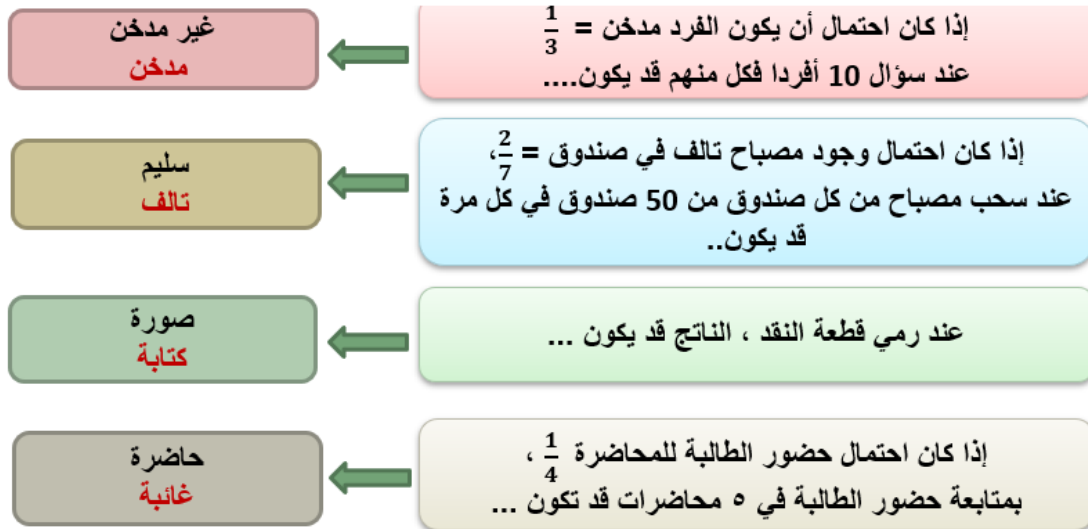 إذا كان احتمال أن يكون الفرد مدخن = 1/3
عند سؤال 10 أفردا فكل منهم قد يكون....
غير مدخن
مدخن
إذا كان احتمال وجود مصباح تالف في صندوق = 2/7،
عند سحب مصباح من كل صندوق من 50 صندوق في كل مرة
قد يكون..
سليم
تالف
عند رمي قطعة النقد ، الناتج قد يكون ...
صورة
كتابة
إذا كان احتمال حضور الطالبة للمحاضرة 1/4 ،
بمتابعة حضور الطالبة في ٥ محاضرات قد تكون ...
حاضرة
غائبة